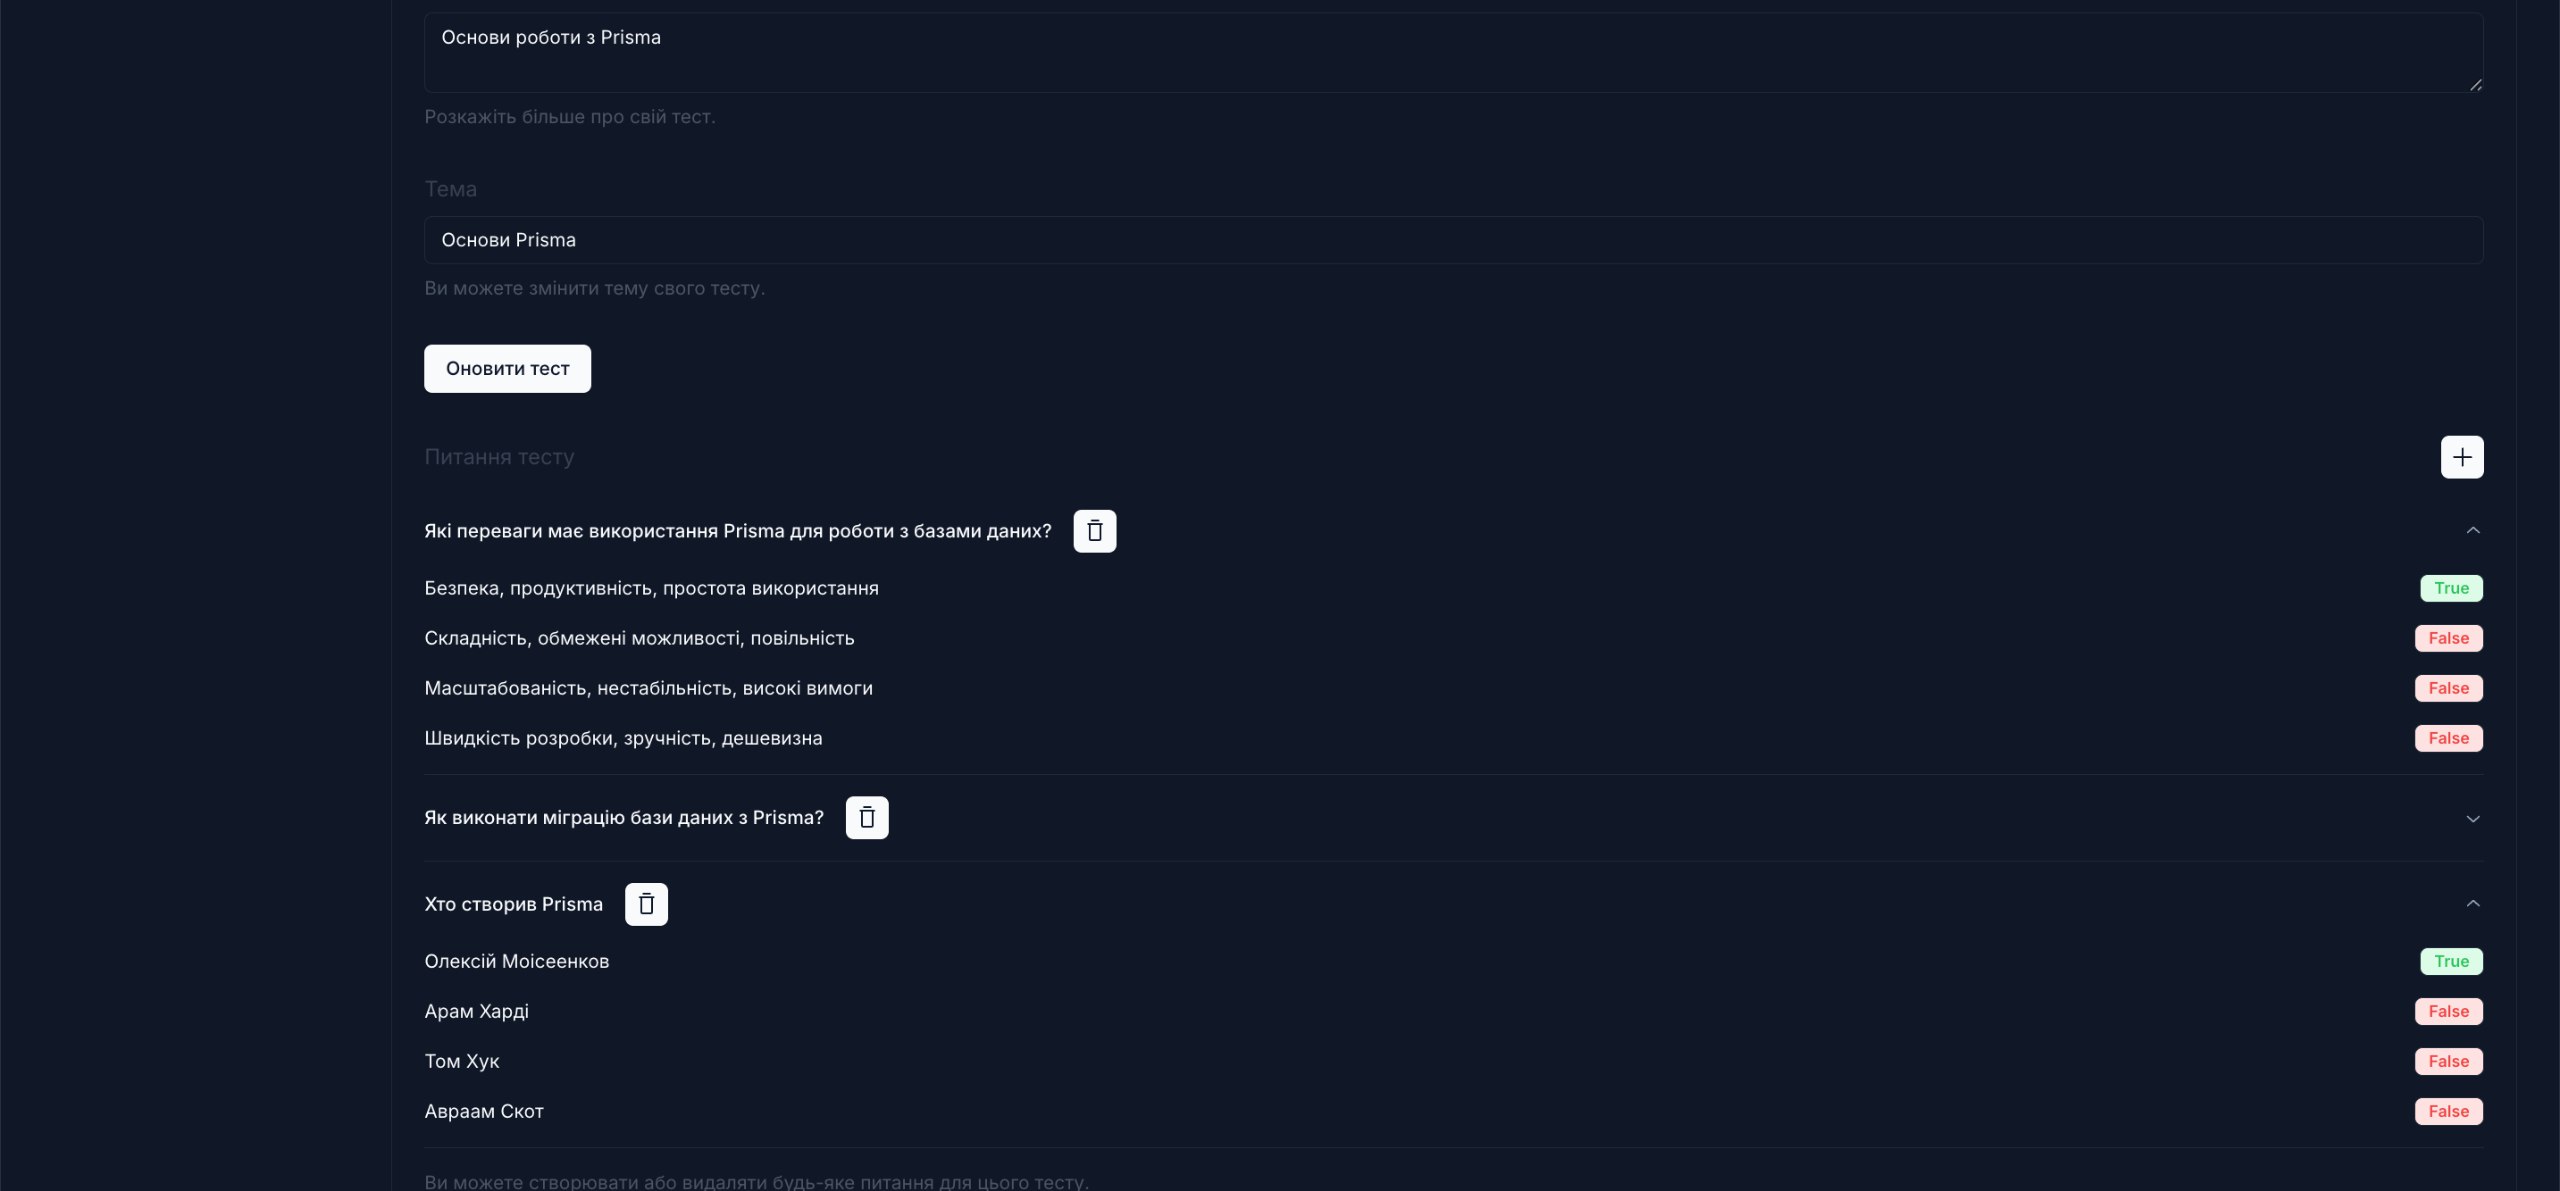 Основи роботи з Prisma
Розкажіть більше про свій тест.
Тема
Основи Prisma
Ви можете змінити тему свого тесту.
Оновити тест
Питання тесту
Які переваги має використання Prisma для роботи з базами даних?
Безпека, продуктивність, простота використання True
Складність, обмежені можливості, повільність False
Масштабованість, нестабільність, високі вимоги False
Швидкість розробки, зручність, дешевизна False
Як виконати міграцію бази даних з Prisma?
Хто створив Prisma
Олексій Моісеенков True
Арам Харді False
Том Хук False
Авраам Скот False
Ви можете створювати або видаляти будь-яке питання для цього тесту.